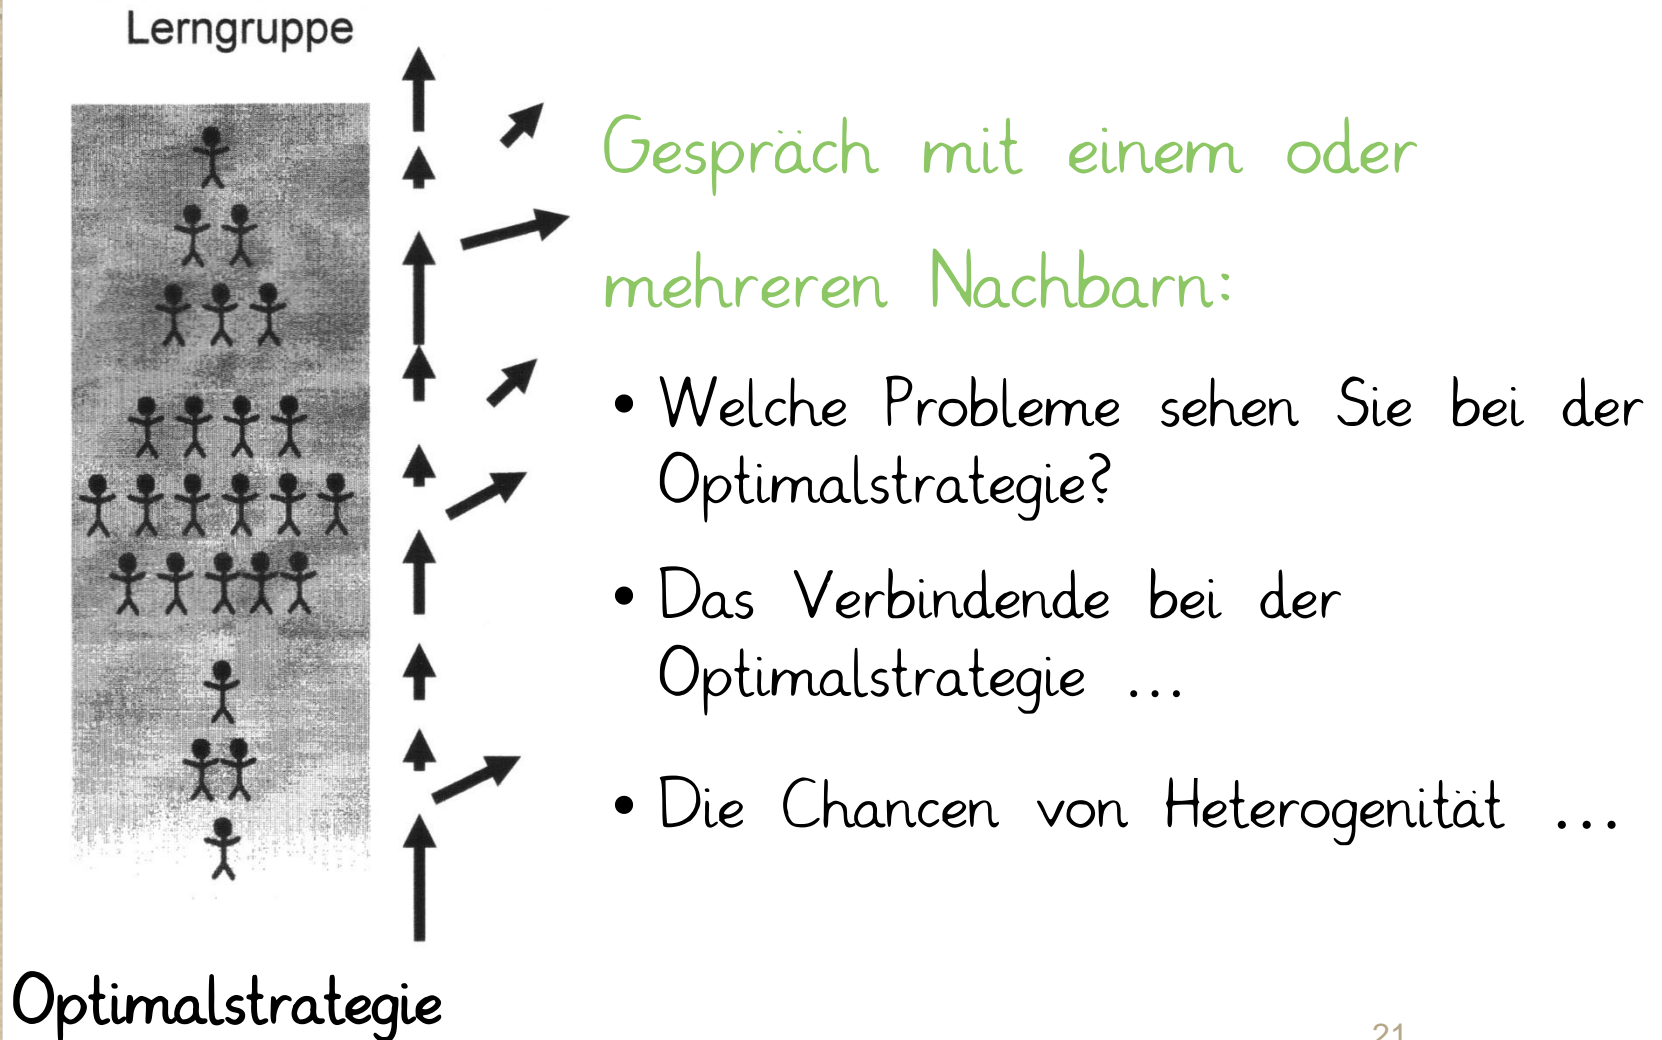 Lerngruppe
Gespräch mit einem oder
mehreren Nachbarn:
• Welche Probleme sehen Sie bei der
Optimalstrategie?
• Das Verbindende bei der
Optimalstrategie ...
• Die Chancen von Heterogenität ...
Optimalstrategie
21